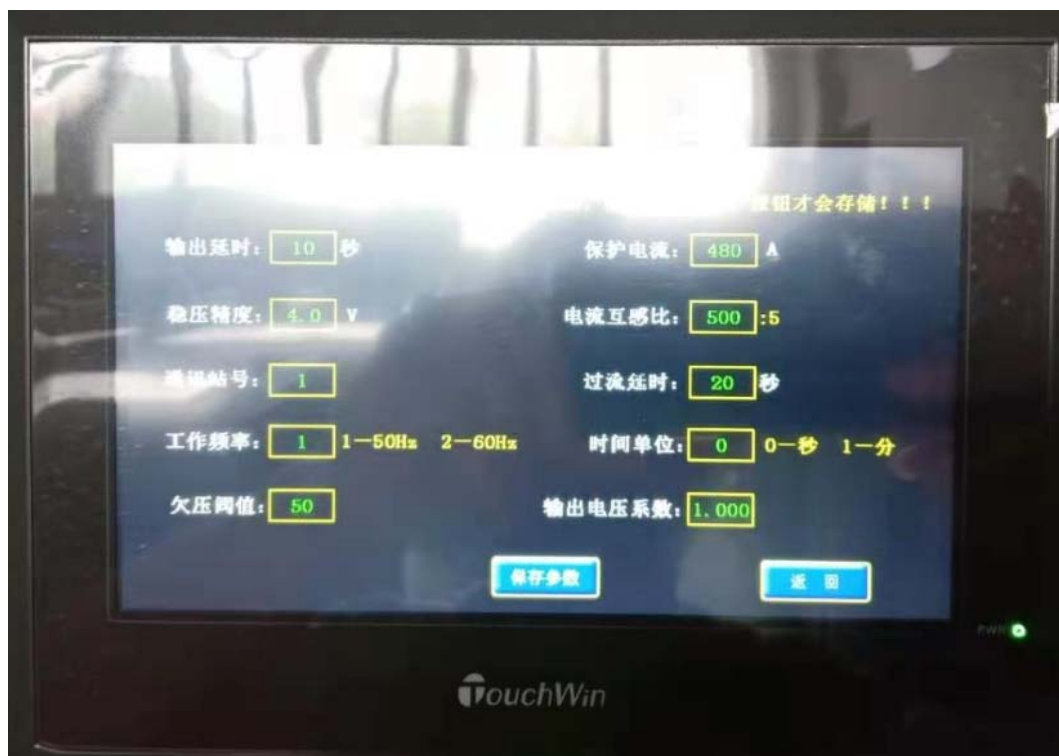 按钮才会存储！！！
输出延时： 10 秒 保护电流： 480 A
稳压精度： 4.0 V 电流互感比： 500 :5
通讯站号： 1 过流延时： 20 秒
工作频率： 1 1—50Hz 2—60Hz 时间单位： 0 0—秒 1—分
欠压阀值： 50 输出电压系数： 1.000
保存参数 返 回
PWR
TouchWin